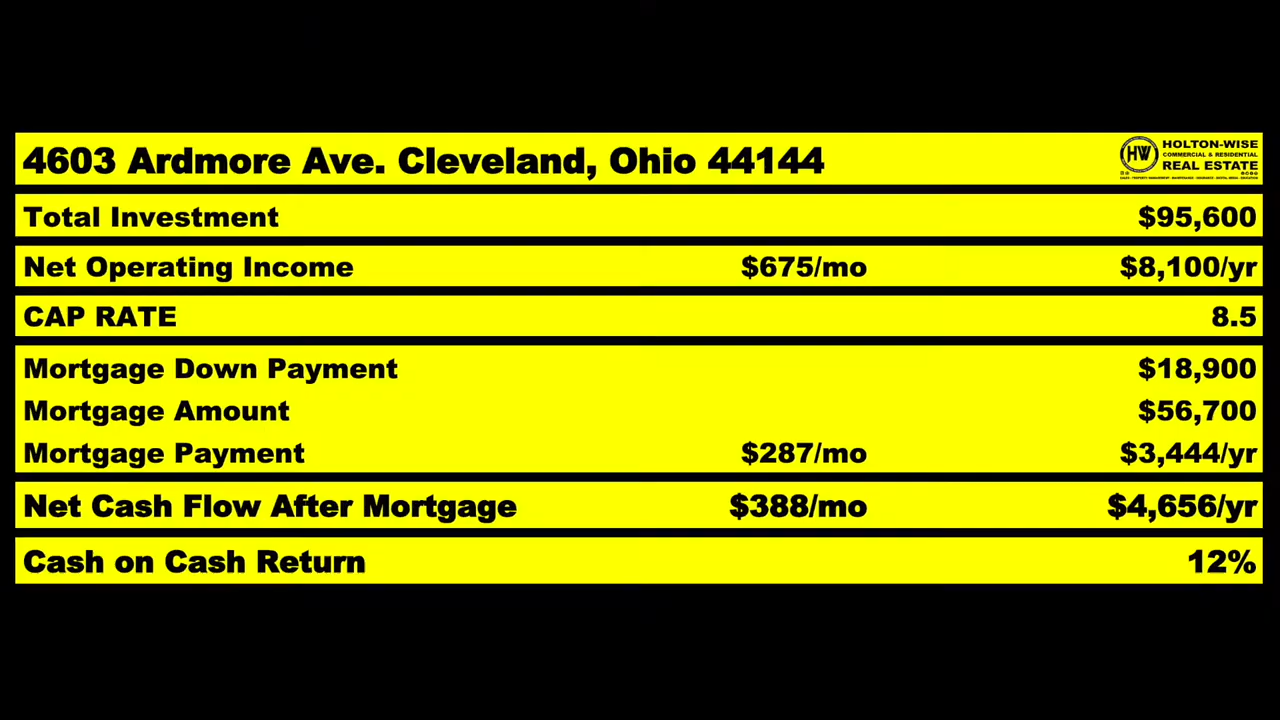 4603 Ardmore Ave. Cleveland, Ohio 44144
HW
HOLTON-WISE
COMMERCIAL & RESIDENTIAL
REAL ESTATE
Total Investment $95,600
Net Operating Income $675/mo $8,100/yr
CAP RATE 8.5
Mortgage Down Payment $18,900
Mortgage Amount $56,700
Mortgage Payment $287/mo $3,444/yr
Net Cash Flow After Mortgage $388/mo $4,656/yr
Cash on Cash Return 12%